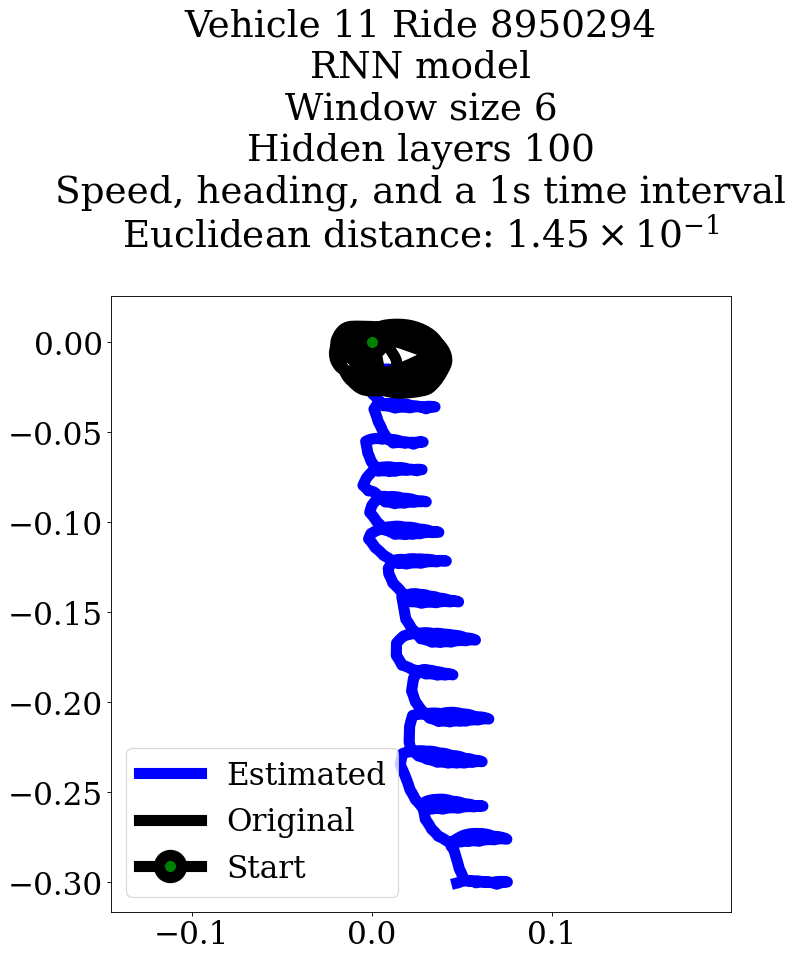 Vehicle 11 Ride 8950294
RNN model
Window size 6
Hidden layers 100
Speed, heading, and a 1s time interval
Euclidean distance: 1.45 × 10⁻¹
0.00
−0.05
−0.10
−0.15
−0.20
−0.25
−0.30
Estimated
Original
Start
−0.1
0.0
0.1